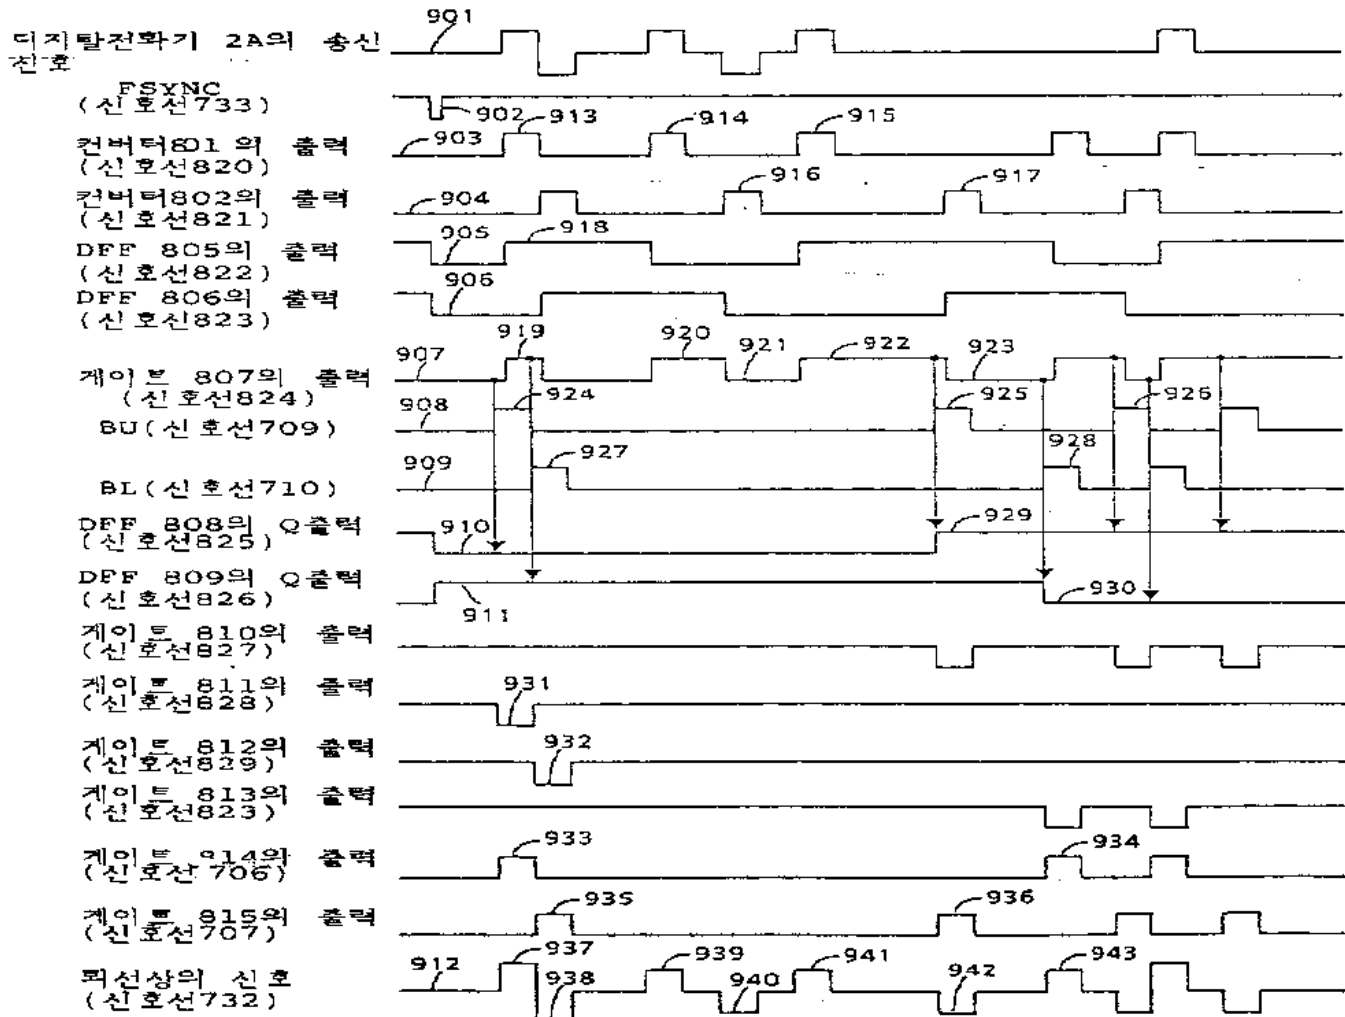 901
디지탈전화기 2A의 송신
신호
FSYNC
(신호선733)
902 913 914 915
903
컨버터801의 출력
(신호선820)
916 917
904
컨버터802의 출력
(신호선821)
905 918
DFF 805의 출력
(신호선822)
906
DFF 806의 출력
(신호선823)
919 920 921 922 923
907
게이트 807의 출력
(신호선824)
924 925 926
908
BU(신호선709)
927 928
909
BL(신호선710)
929
910
DFF 808의 Q출력
(신호선825)
DFF 809의 Q출력
(신호선826)
911 930
게이트 810의 출력
(신호선827)
게이트 811의 출력
(신호선828)
931
게이트 812의 출력
(신호선829)
932
게이트 813의 출력
(신호선823)
933 934
게이트 914의 출력
(신호선 706)
935 936
게이트 815의 출력
(신호선707)
937 938 939 940 941 942 943
912
회선상의 신호
(신호선732)